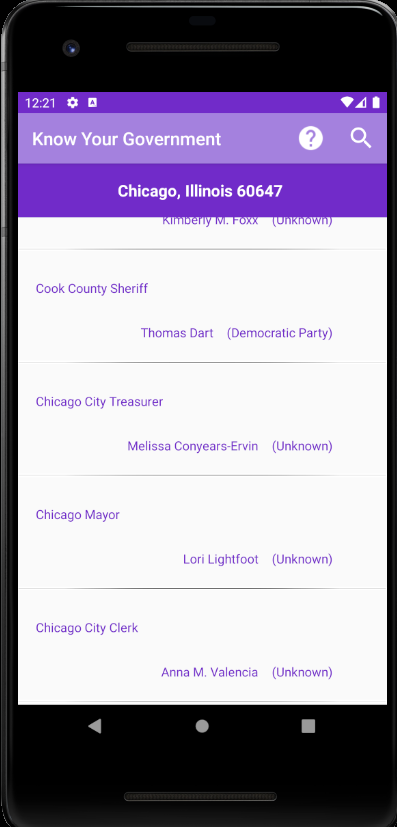 12:21
Know Your Government
Chicago, Illinois 60647
Kimberly M. Foxx (Unknown)
Cook County Sheriff
Thomas Dart (Democratic Party)
Chicago City Treasurer
Melissa Conyears-Ervin (Unknown)
Chicago Mayor
Lori Lightfoot (Unknown)
Chicago City Clerk
Anna M. Valencia (Unknown)